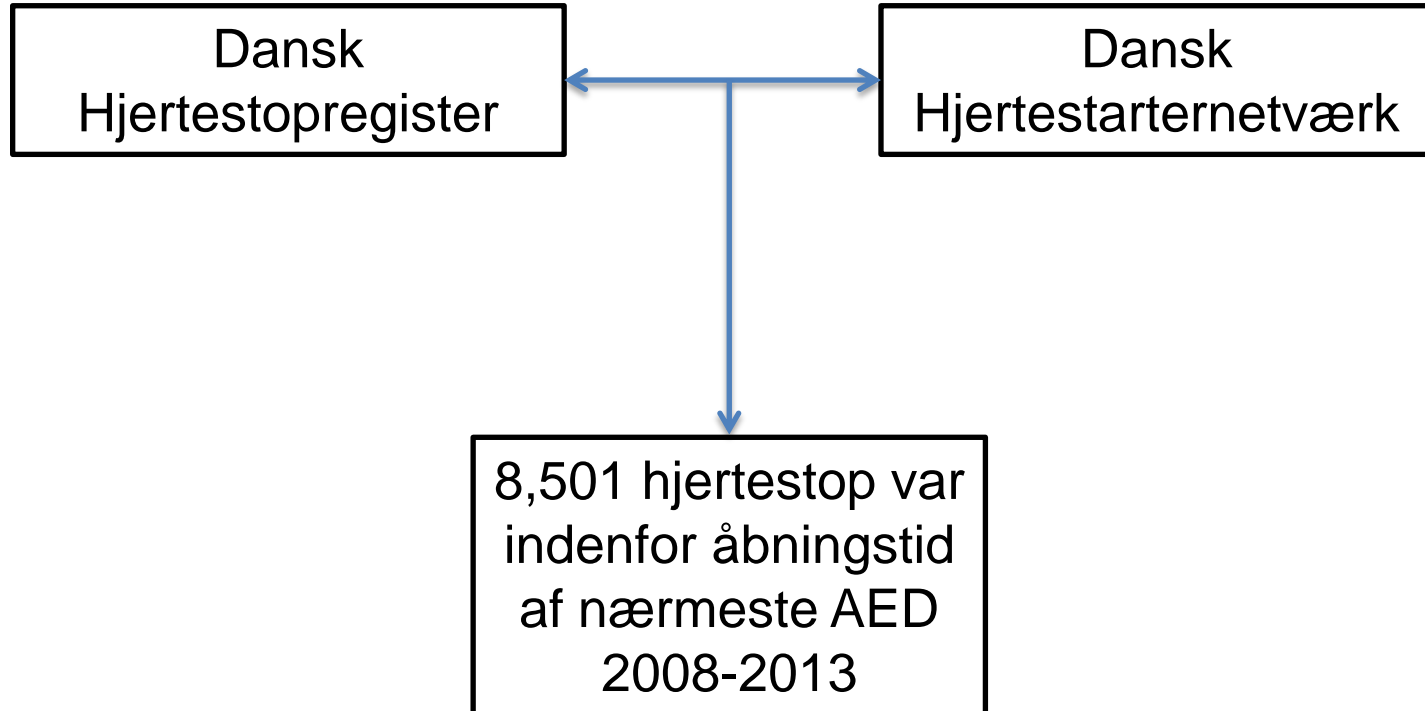 Dansk
Hjertestopregister
Dansk
Hjertestarternetværk
8,501 hjertestop var
indenfor åbningstid
af nærmeste AED
2008-2013